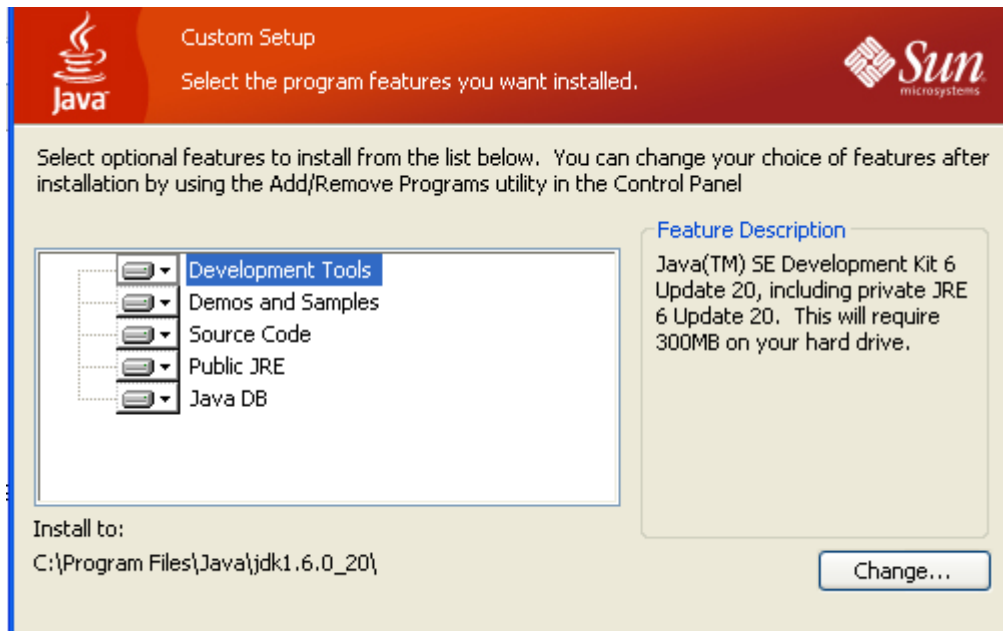 Custom Setup
Select the program features you want installed.
Java
Sun
microsystems
Select optional features to install from the list below.  You can change your choice of features after
installation by using the Add/Remove Programs utility in the Control Panel
Development Tools
Demos and Samples
Source Code
Public JRE
Java DB
Feature Description
Java(TM) SE Development Kit 6
Update 20, including private JRE
6 Update 20.  This will require
300MB on your hard drive.
Install to:
C:\Program Files\Java\jdk1.6.0_20\
Change...